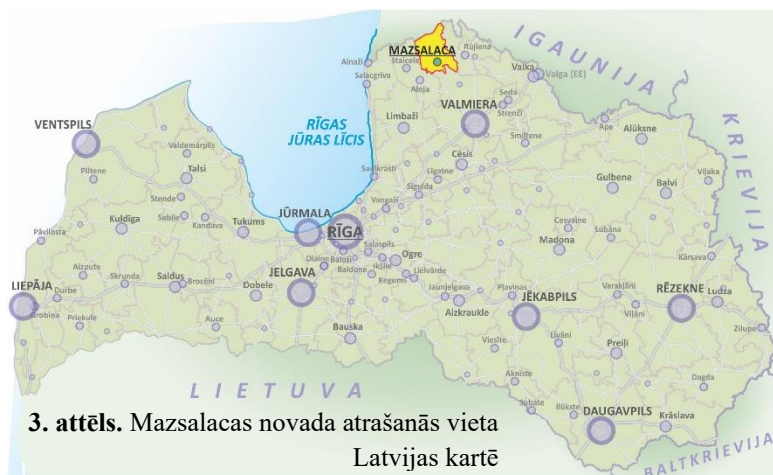 IGAUNIJA
MAZSALACA
Rūjiena
Ainaži
Staicele
Valka
Valga (EE)
Salacgrīva
Aloja
Seda
Strenči
VENTSPILS
RĪGAS
JŪRAS LĪCIS
Limbaži
VALMIERA
Smiltene
Ape
Alūksne
KRIEVIJA
Valdemārpils
Piltene
Talsi
Saulkrasti
Cēsis
Līgatne
Sigulda
Gulbene
Balvi
Viļaka
Stende
Sabile
Kandava
Kuldīga
Tukums
JŪRMALA
RĪGA
Vangaži
Cesvaine
Lubāna
Madona
Pāvilosta
Salaspils
Ogre
Kārsava
Aizpute
Skrunda
Saldus
Brocēni
Dobele
JELGAVA
Olaine
Baloži
Baldone
Ikšķile
Ķegums
Lielvārde
Jaunjelgava
Aizkraukle
Pļaviņas
JĒKABPILS
Varakļāni
Viļāni
RĒZEKNE
Ludza
LIEPĀJA
Durbe
Grobiņa
Priekule
Auce
Bauska
Viesīte
Līvāni
Preiļi
Zilupe
Aknīste
Dagda
LIETUVA
Subate
Ilūkste
DAUGAVPILS
Krāslava
BALTKRIEVIJA
3. attēls. Mazsalacas novada atrašanās vieta
Latvijas kartē